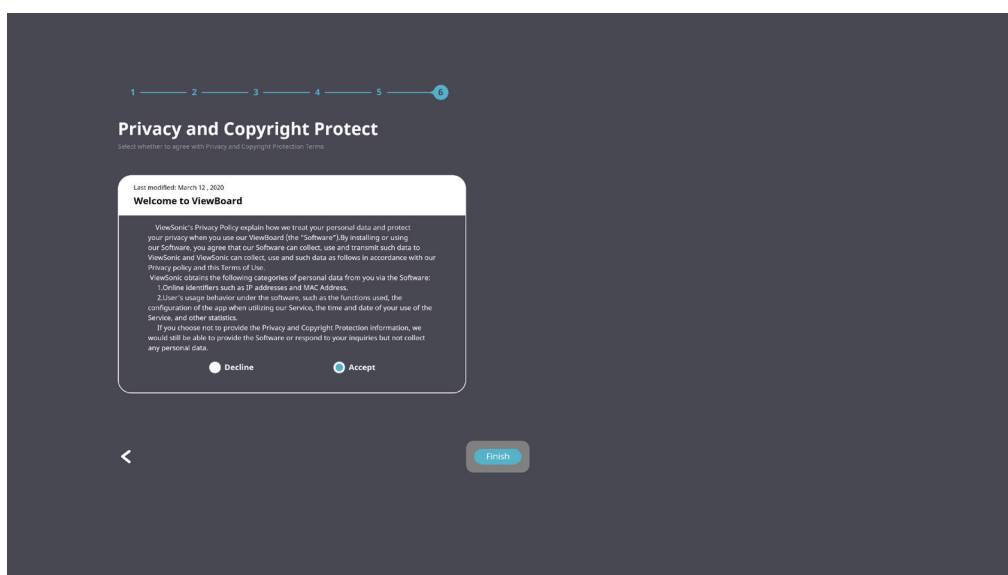 1 2 3 4 5 6
Privacy and Copyright Protect
Select whether to agree with Privacy and Copyright Protection Terms
Last modified: March 12 , 2020
Welcome to ViewBoard
ViewSonic's Privacy Policy explain how we treat your personal data and protect
your privacy when you use our ViewBoard (the "Software").By installing or using
our Software, you agree that our Software can collect, use and transmit such data to
ViewSonic and ViewSonic can collect, use and such data as follows in accordance with our
Privacy policy and this Terms of Use.
ViewSonic obtains the following categories of personal data from you via the Software:
1.Online identifiers such as IP addresses and MAC Address.
2.User's usage behavior under the software, such as the functions used, the
configuration of the app when utilizing our Service, the time and date of your use of the
Service, and other statistics.
If you choose not to provide the Privacy and Copyright Protection information, we
would still be able to provide the Software or respond to your inquiries but not collect
any personal data.
Decline Accept
Finish